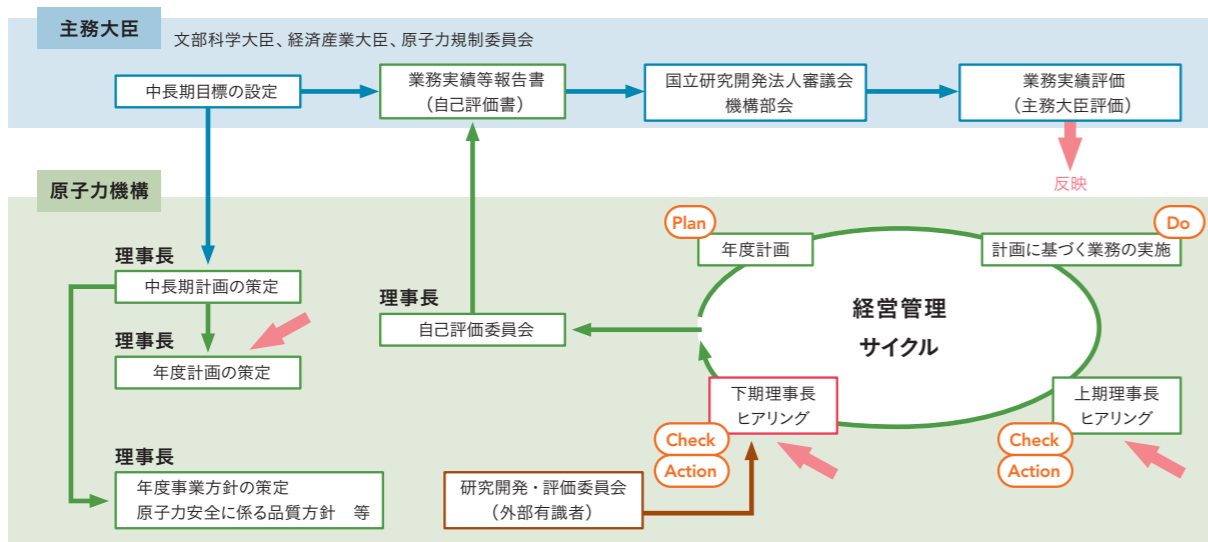 主務大臣
文部科学大臣、経済産業大臣、原子力規制委員会
中長期目標の設定
業務実績等報告書
（自己評価書）
国立研究開発法人審議会
機構部会
業務実績評価
（主務大臣評価）
反映
原子力機構
理事長
中長期計画の策定
理事長
年度計画の策定
理事長
年度事業方針の策定
原子力安全に係る品質方針　等
理事長
自己評価委員会
Plan
年度計画
Do
計画に基づく業務の実施
経営管理
サイクル
下期理事長
ヒアリング
Check
Action
上期理事長
ヒアリング
Check
Action
研究開発・評価委員会
（外部有識者）